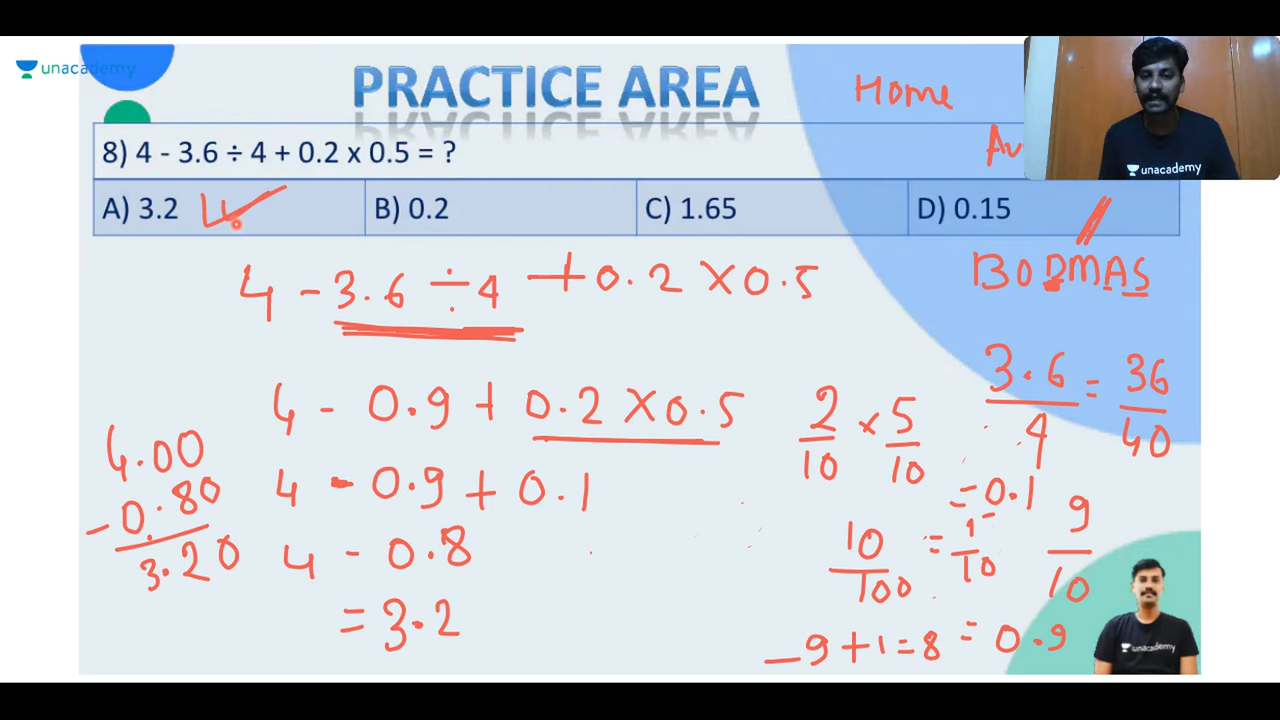 unacademy
PRACTICE AREA
Home
Av
unacademy
8) 4 - 3.6 ÷ 4 + 0.2 x 0.5 = ?
A) 3.2
B) 0.2
C) 1.65
D) 0.15
BODMAS
4 - 3.6 ÷ 4 + 0.2 × 0.5
4 - 0.9 + 0.2 × 0.5
4 - 0.9 + 0.1
4 - 0.8
= 3.2
4.00
- 0.80
3.20
2/10 × 5/10
= 0.1
10/100 = 1/10
3.6/4 = 36/40
9/10
= 0.9
- 9 + 1 = 8
unacademy